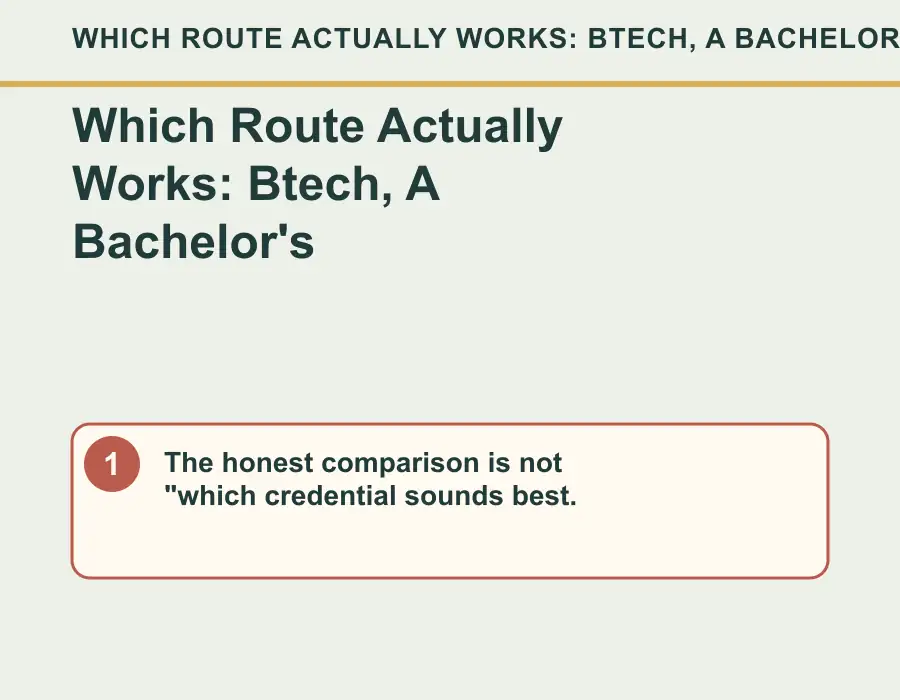 WHICH ROUTE ACTUALLY WORKS: BTECH, A BACHELOR
Which Route Actually
Works: Btech, A
Bachelor's
1
The honest comparison is not
"which credential sounds best.